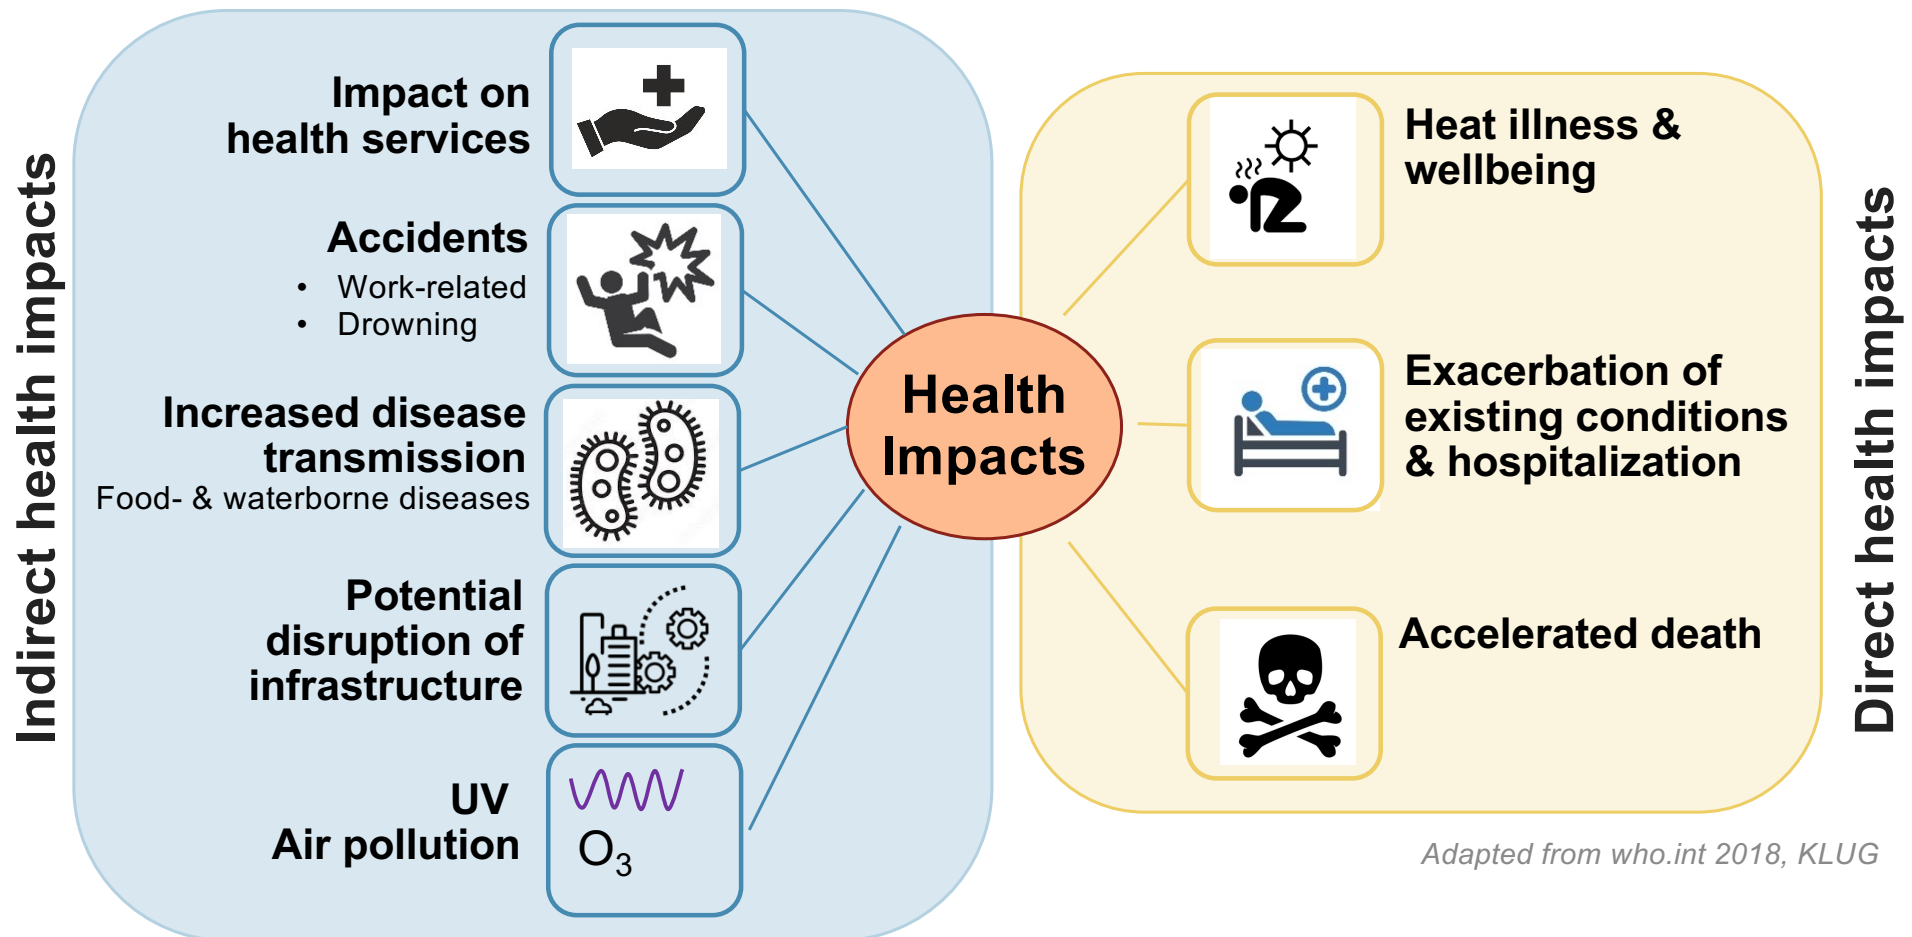 Indirect health impacts
Impact on
health services
Accidents
• Work-related
• Drowning
Increased disease
transmission
Food- & waterborne diseases
Potential
disruption of
infrastructure
UV
Air pollution
O₃
Health
Impacts
Heat illness &
wellbeing
Exacerbation of
existing conditions
& hospitalization
Accelerated death
Direct health impacts
Adapted from who.int 2018, KLUG